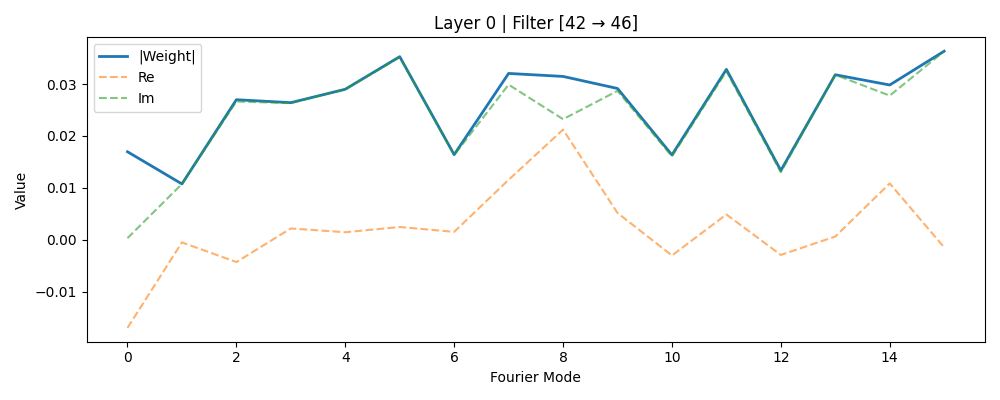 Layer 0 | Filter [42 → 46]
|Weight|
Re
Im
Value
0.03
0.02
0.01
0.00
−0.01
0 2 4 6 8 10 12 14
Fourier Mode